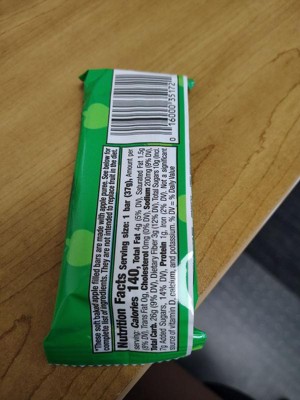 *These soft baked apple filled bars are made with apple puree. See below for
complete list of ingredients. They are not intended to replace fruit in the diet.
Nutrition Facts Serving size: 1 bar (37g), Amount per
serving: Calories 140, Total Fat 4g (5% DV), Saturated Fat 1.5g
(8% DV), Trans Fat 0g, Cholesterol 0mg (0% DV), Sodium 200mg (9% DV),
Total Carb. 26g (9% DV), Dietary Fiber 3g (12% DV), Total Sugars 10g (Incl.
7g Added Sugars, 14% DV), Protein 1g, Iron (2% DV). Not a significant
source of vitamin D, calcium, and potassium. % DV = % Daily Value
0 16000 35172